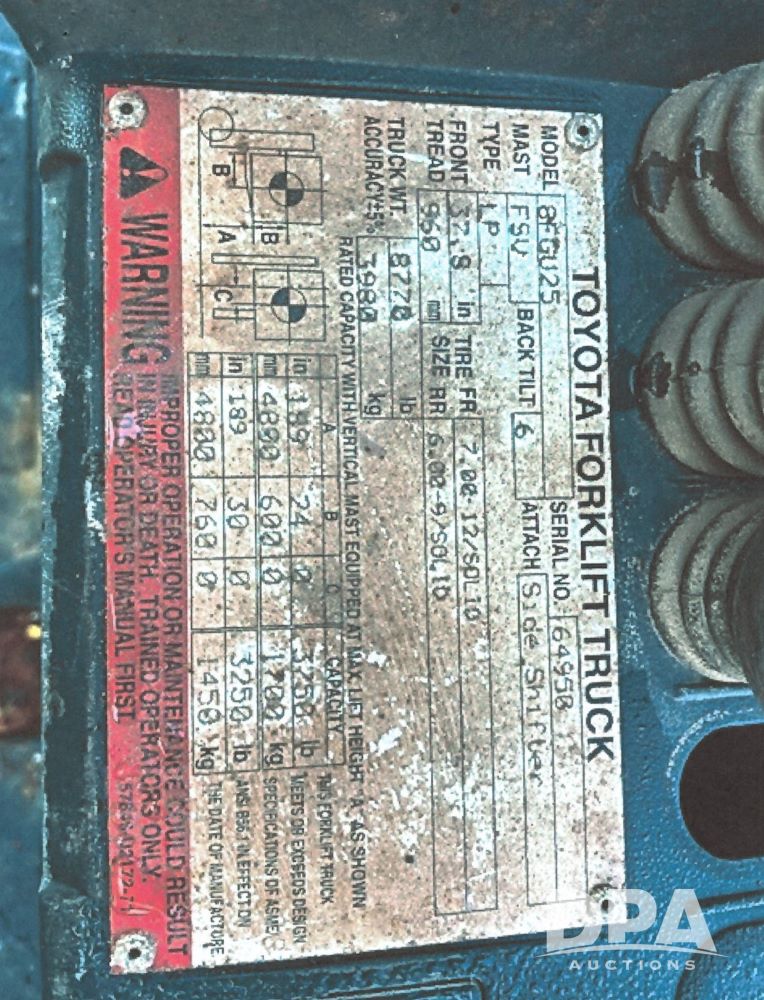 TOYOTA FORKLIFT TRUCK
MODEL 8FGU25 SERIAL NO. 64950
MAST FSV BACK TILT 6 ATTACH Side Shifter
TYPE LP
FRONT 37.8 in TIRE FR 7.00-12/SOLID
TREAD 960 mm SIZE RR 6.00-9/SOLID
TRUCK WT. 8770 lb
ACCURACY±5% 3980 kg
RATED CAPACITY WITH VERTICAL MAST EQUIPPED AT MAX. LIFT HEIGHT "A" AS SHOWN
A B C CAPACITY
in 189 24 0 lb
mm 4800 600 0 kg
in 189 30 0 3250 lb
mm 4800 760 0 1450 kg
B B A C
THIS FORKLIFT TRUCK
MEETS OR EXCEEDS DESIGN
SPECIFICATIONS OF ASME
ANSI B56.1 IN EFFECT ON
THE DATE OF MANUFACTURE
WARNING
IMPROPER OPERATION OR MAINTENANCE COULD RESULT
IN INJURY OR DEATH. TRAINED OPERATORS ONLY.
READ OPERATOR'S MANUAL FIRST
DPA
AUCTIONS